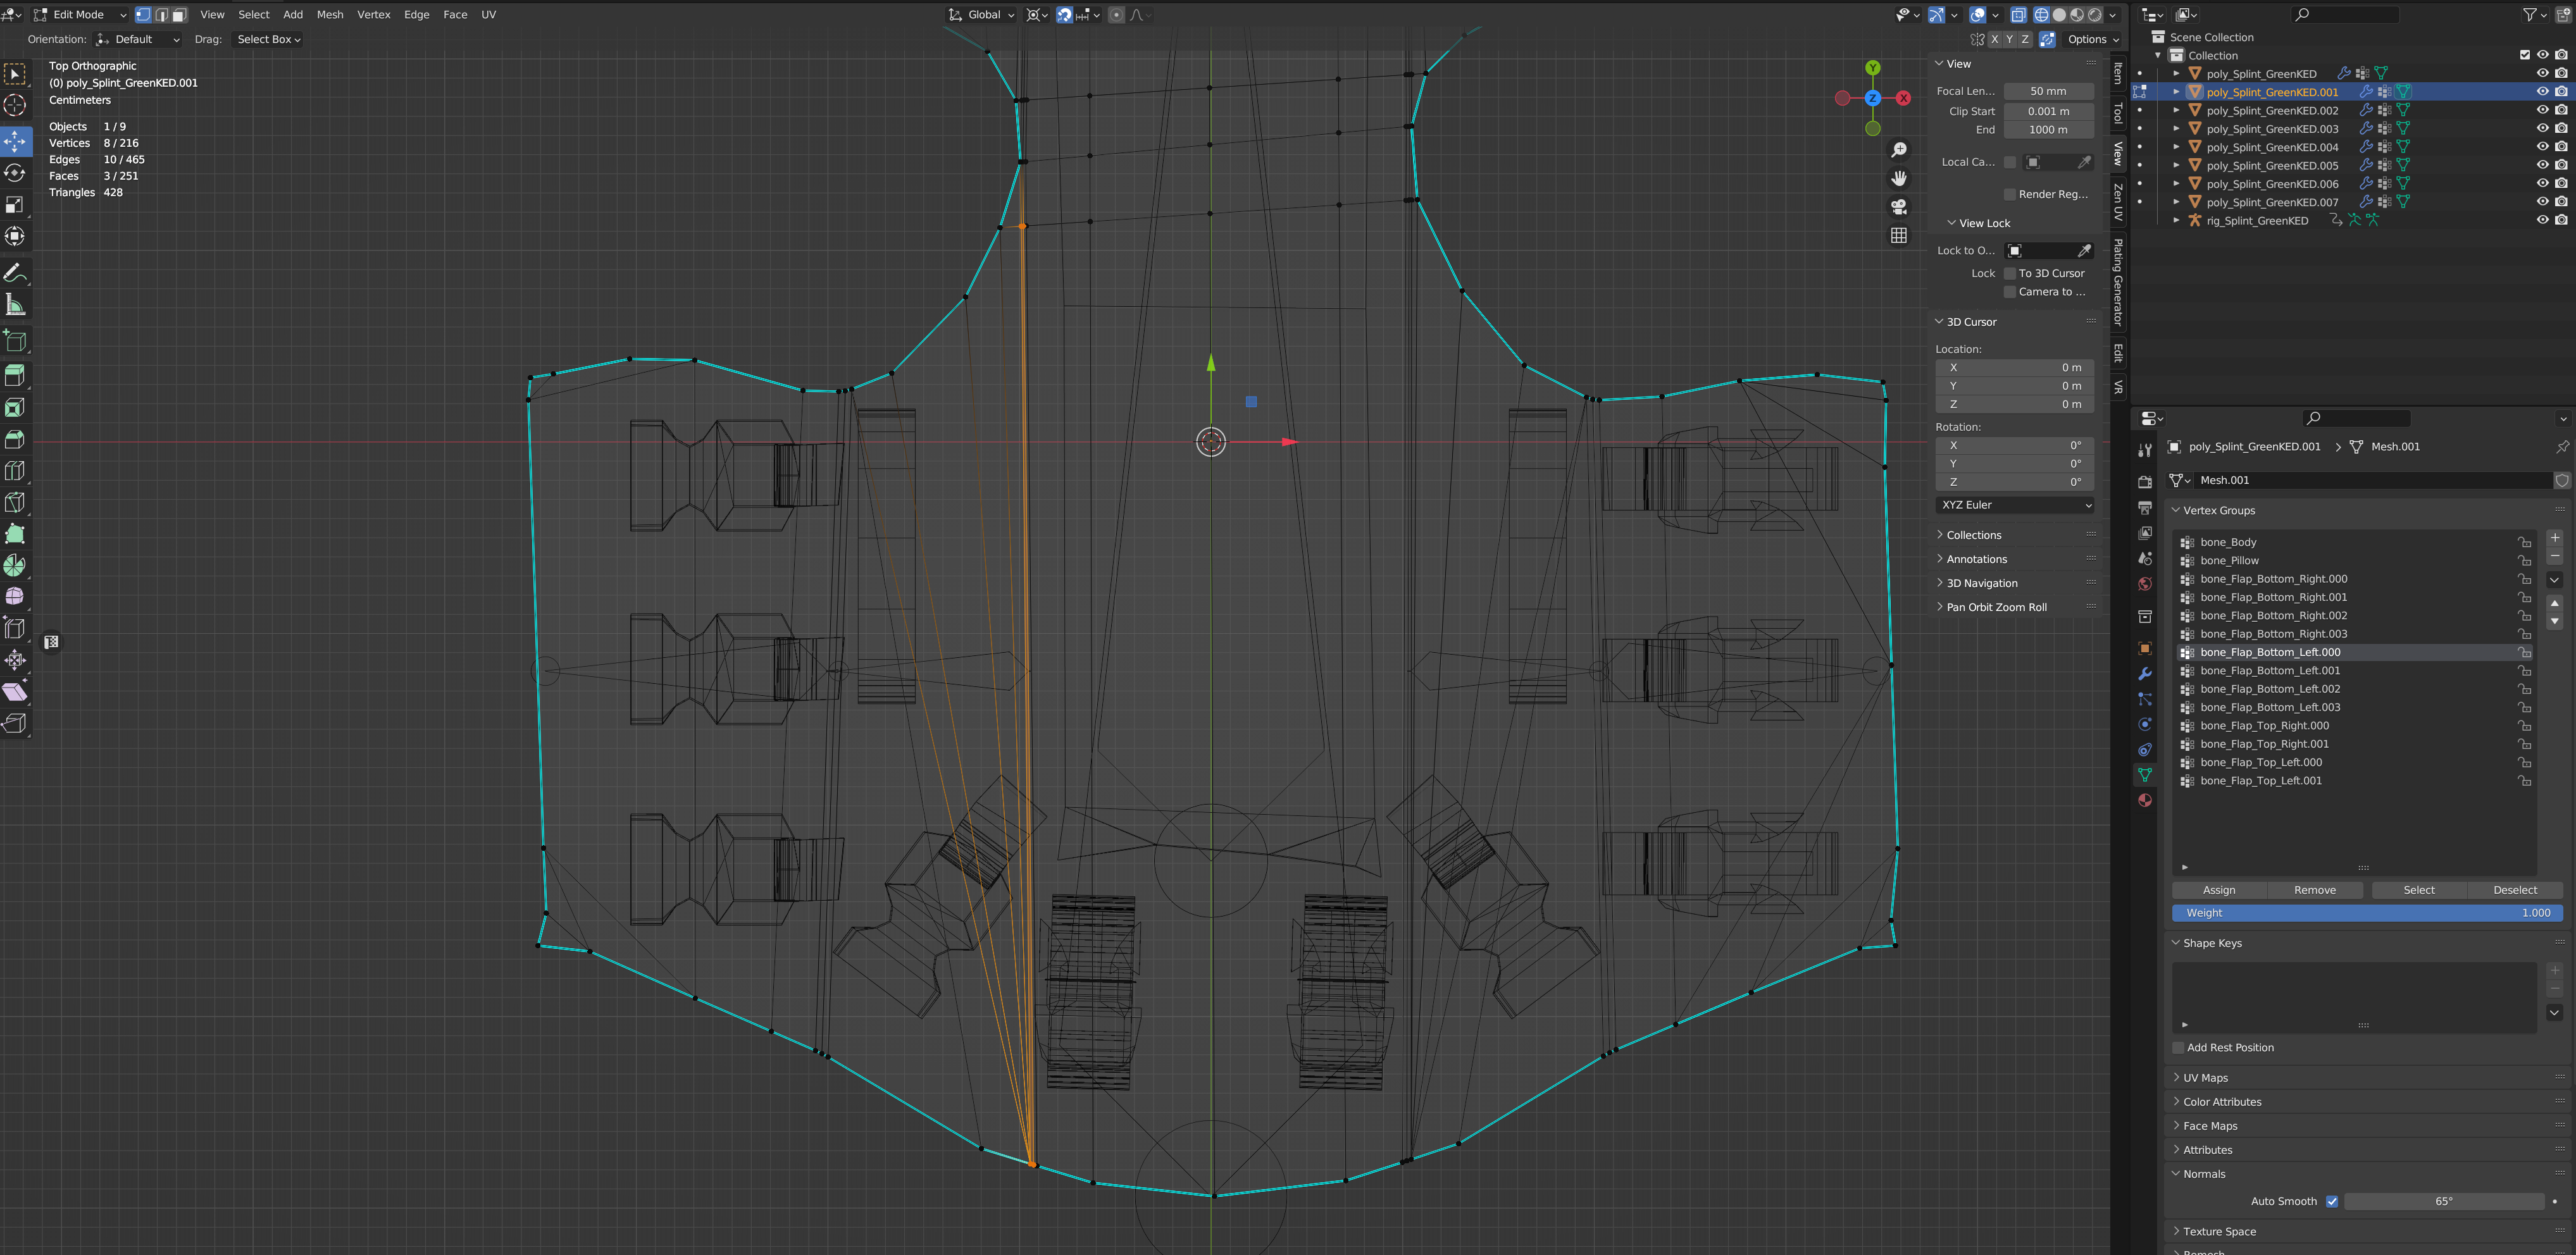 Edit Mode View Select Add Mesh Vertex Edge Face UV Global
Orientation: Default Drag: Select Box X Y Z Options
Top Orthographic
(0) poly_Splint_GreenKED.001
Centimeters
Objects 1 / 9
Vertices 8 / 216
Edges 10 / 465
Faces 3 / 251
Triangles 428
Y
Z X
View
Focal Len... 50 mm
Clip Start 0.001 m
End 1000 m
Local Ca...
Render Reg...
View Lock
Lock to O...
Lock To 3D Cursor
Camera to ...
3D Cursor
Location:
X 0 m
Y 0 m
Z 0 m
Rotation:
X 0°
Y 0°
Z 0°
XYZ Euler
Collections
Annotations
3D Navigation
Pan Orbit Zoom Roll
Item
Tool
View
Zen UV
Plating Generator
Edit
VR
Scene Collection
Collection
poly_Splint_GreenKED
poly_Splint_GreenKED.001
poly_Splint_GreenKED.002
poly_Splint_GreenKED.003
poly_Splint_GreenKED.004
poly_Splint_GreenKED.005
poly_Splint_GreenKED.006
poly_Splint_GreenKED.007
rig_Splint_GreenKED
poly_Splint_GreenKED.001 > Mesh.001
Mesh.001
Vertex Groups
bone_Body
bone_Pillow
bone_Flap_Bottom_Right.000
bone_Flap_Bottom_Right.001
bone_Flap_Bottom_Right.002
bone_Flap_Bottom_Right.003
bone_Flap_Bottom_Left.000
bone_Flap_Bottom_Left.001
bone_Flap_Bottom_Left.002
bone_Flap_Bottom_Left.003
bone_Flap_Top_Right.000
bone_Flap_Top_Right.001
bone_Flap_Top_Left.000
bone_Flap_Top_Left.001
Assign Remove Select Deselect
Weight 1.000
Shape Keys
Add Rest Position
UV Maps
Color Attributes
Face Maps
Attributes
Normals
Auto Smooth 65°
Texture Space
Remesh